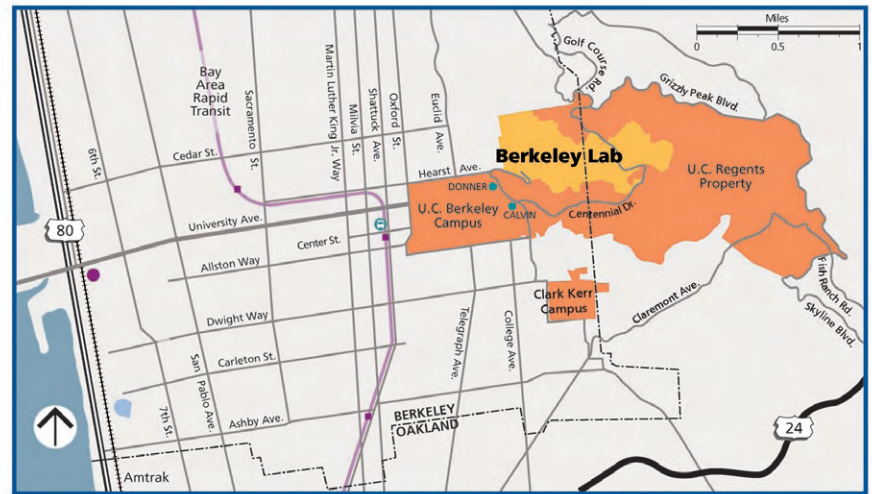 Miles
0
0.5
1
Golf Course
Rd.
Grizzly Peak Blvd.
Bay
Area
Rapid
Transit
Sacramento
St.
Martin Luther King
Jr. Way
Milvia
St.
Shattuck
Ave.
Oxford
St.
Euclid
Ave.
6th St.
Cedar St.
Hearst Ave.
Berkeley Lab
U.C. Regents
Property
DONNER
U.C. Berkeley
Campus
CALVIN
Centennial Dr.
80
University Ave.
Center St.
Allston Way
Clark Kerr
Campus
Claremont Ave.
Fish Ranch Rd.
Skyline Blvd.
Dwight Way
Telegraph Ave.
College Ave.
Carleton St.
San
Pablo Ave.
7th St.
Ashby Ave.
BERKELEY
OAKLAND
24
Amtrak